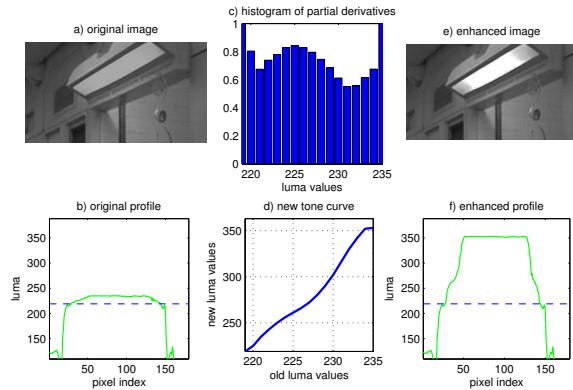 a) original image
c) histogram of partial derivatives
1
0.8
0.6
0.4
0.2
0
220 225 230 235
luma values
e) enhanced image
b) original profile
350
300
250
200
150
luma
50 100 150
pixel index
d) new tone curve
350
300
250
new luma values
220 225 230 235
old luma values
f) enhanced profile
350
300
250
200
150
luma
50 100 150
pixel index